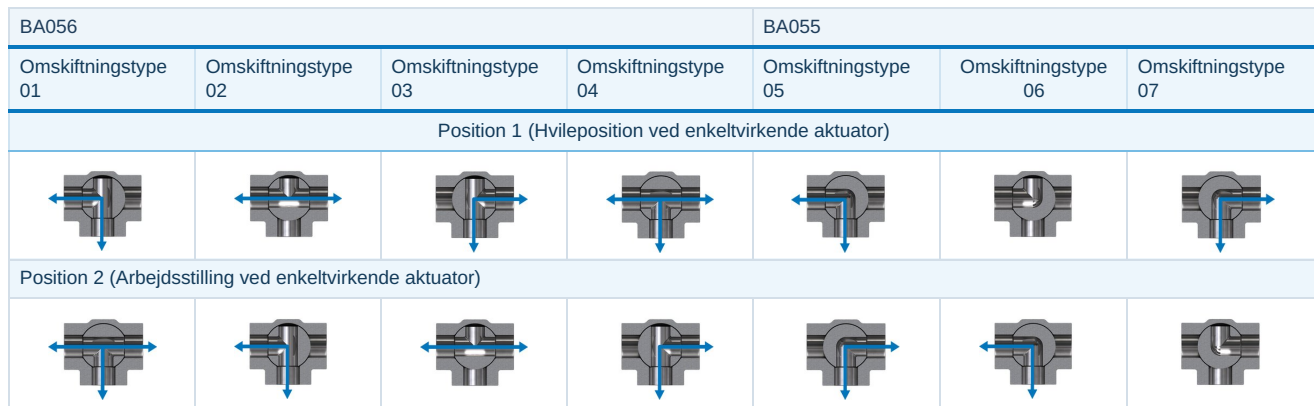 BA056 BA055
Omskiftningstype 01 Omskiftningstype 02 Omskiftningstype 03 Omskiftningstype 04 Omskiftningstype 05 Omskiftningstype 06 Omskiftningstype 07
Position 1 (Hvileposition ved enkeltvirkende aktuator)
Position 2 (Arbejdsstilling ved enkeltvirkende aktuator)